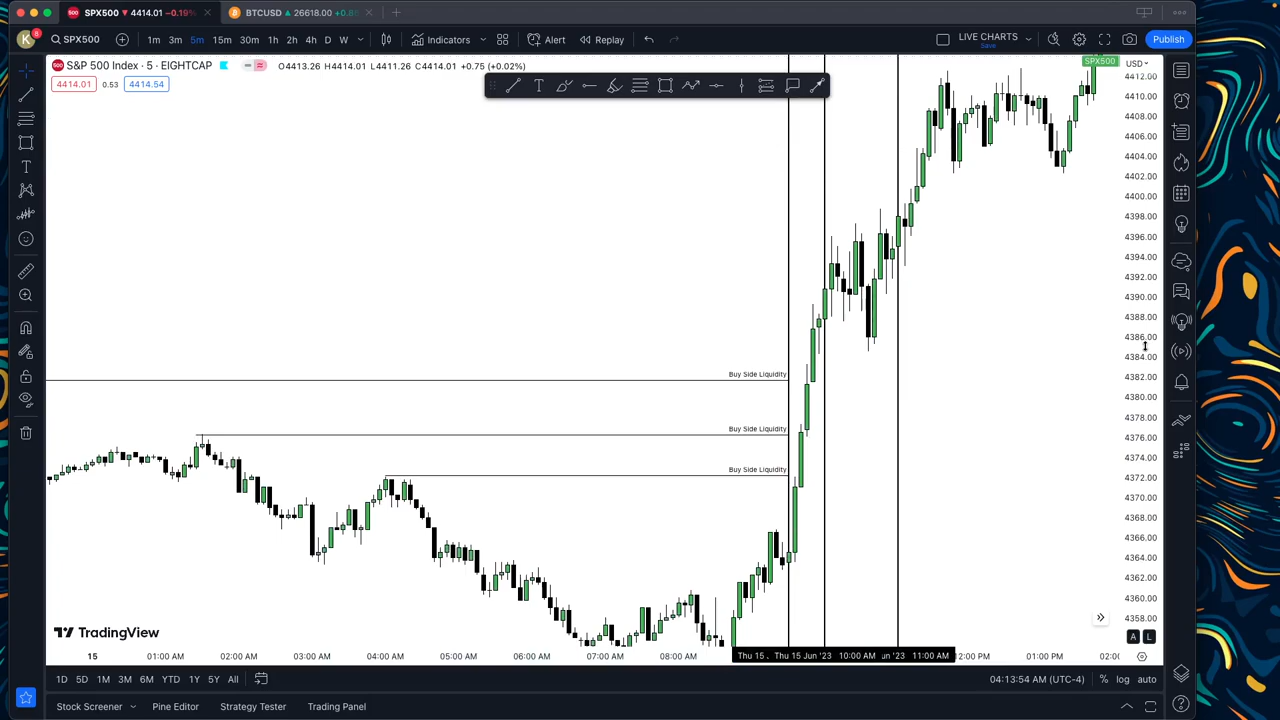 SPX500 ▼ 4414.01 −0.19%
BTCUSD ▲ 26618.00 +0.8
K 8 SPX500 1m 3m 5m 15m 30m 1h 2h 4h D W Indicators Alert Replay LIVE CHARTS Save Publish
S&P 500 Index · 5 · EIGHTCAP O4413.26 H4414.01 L4411.26 C4414.01 +0.75 (+0.02%)
4414.01 0.53 4414.54
SPX500 USD
4412.00
4410.00
4408.00
4406.00
4404.00
4402.00
4400.00
4398.00
4396.00
4394.00
4392.00
4390.00
4388.00
4386.00
4384.00
4382.00
Buy Side Liquidity
4380.00
4378.00
4376.00
Buy Side Liquidity
4374.00
4372.00
Buy Side Liquidity
4370.00
4368.00
4366.00
4364.00
4362.00
4360.00
4358.00
TradingView
A L
15 01:00 AM 02:00 AM 03:00 AM 04:00 AM 05:00 AM 06:00 AM 07:00 AM 08:00 AM Thu 15 . Thu 15 Jun '23 10:00 AM un '23 11:00 AM 2:00 PM 01:00 PM 02:0
1D 5D 1M 3M 6M YTD 1Y 5Y All 04:13:54 AM (UTC-4) % log auto
Stock Screener Pine Editor Strategy Tester Trading Panel